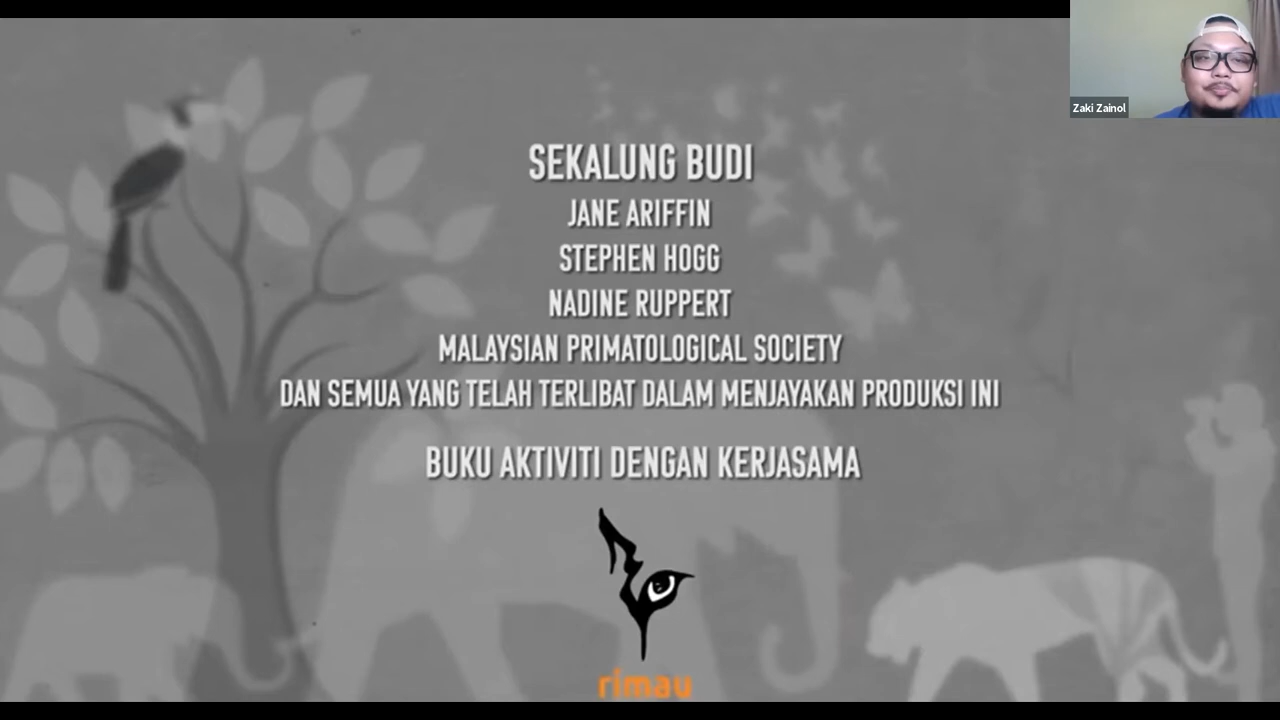 Zaki Zainol
SEKALUNG BUDI
JANE ARIFFIN
STEPHEN HOGG
NADINE RUPPERT
MALAYSIAN PRIMATOLOGICAL SOCIETY
DAN SEMUA YANG TELAH TERLIBAT DALAM MENJAYAKAN PRODUKSI INI
BUKU AKTIVITI DENGAN KERJASAMA
rimau